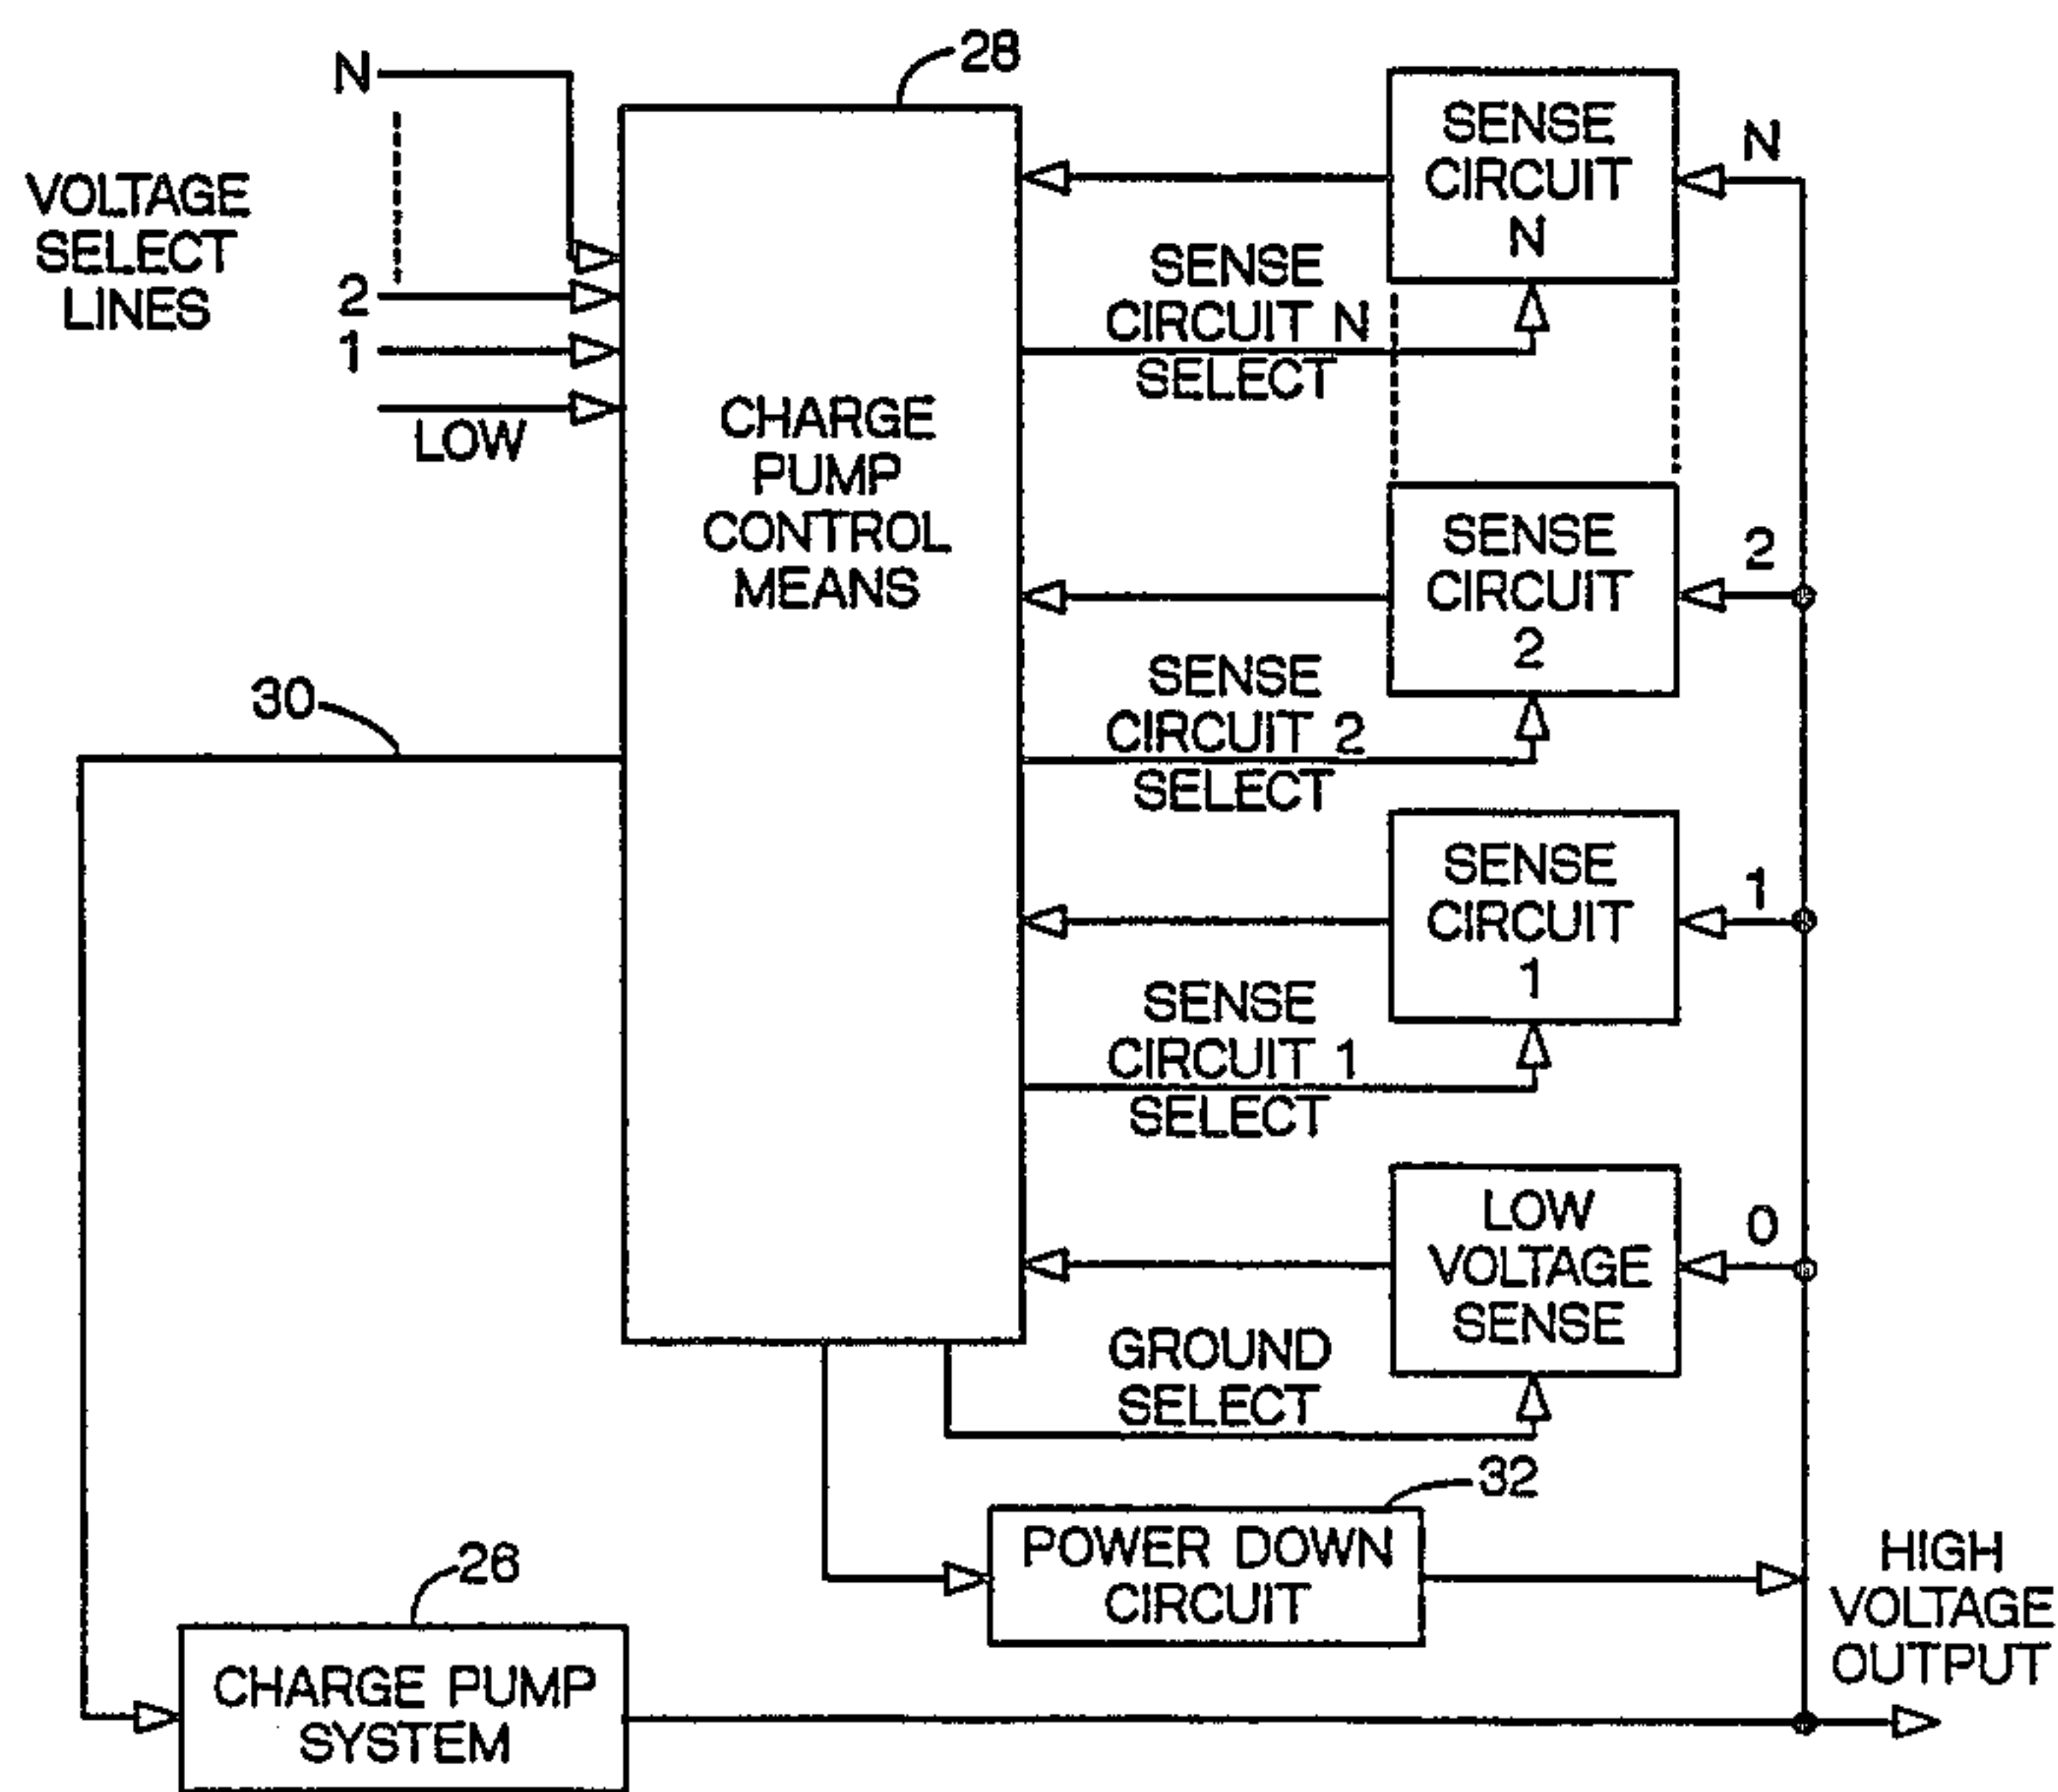 N
28
VOLTAGE
SELECT
LINES
2
1
LOW
CHARGE
PUMP
CONTROL
MEANS
SENSE
CIRCUIT
N
N
SENSE
CIRCUIT N
SELECT
SENSE
CIRCUIT
2
2
SENSE
CIRCUIT 2
SELECT
30
SENSE
CIRCUIT
1
1
SENSE
CIRCUIT 1
SELECT
LOW
VOLTAGE
SENSE
0
GROUND
SELECT
32
POWER DOWN
CIRCUIT
26
CHARGE PUMP
SYSTEM
HIGH
VOLTAGE
OUTPUT